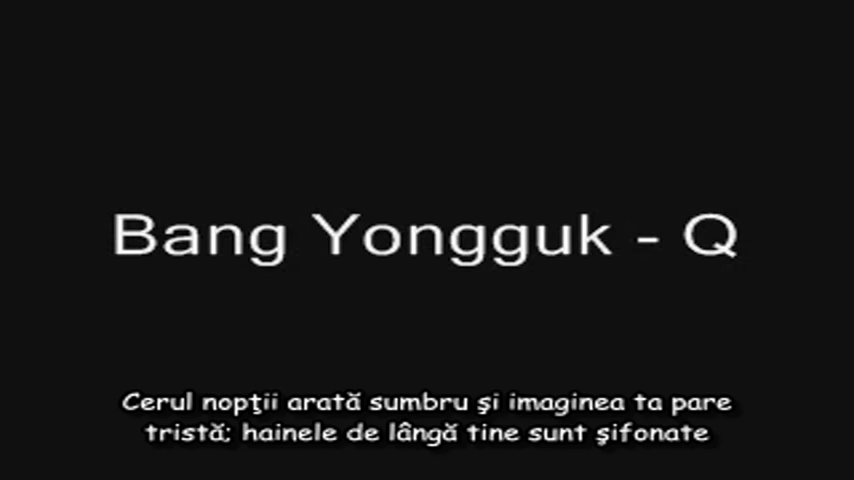 Bang Yongguk - Q
Cerul nopţii arată sumbru şi imaginea ta pare
tristă; hainele de lângă tine sunt şifonate